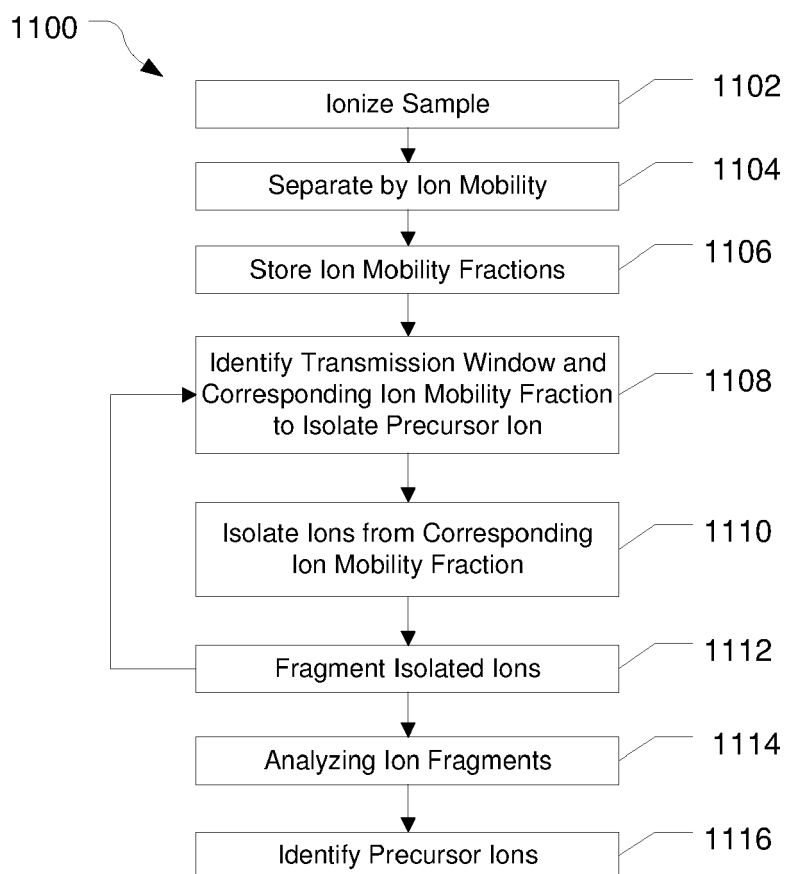 1100
Ionize Sample
1102
Separate by Ion Mobility
1104
Store Ion Mobility Fractions
1106
Identify Transmission Window and
Corresponding Ion Mobility Fraction
to Isolate Precursor Ion
1108
Isolate Ions from Corresponding
Ion Mobility Fraction
1110
Fragment Isolated Ions
1112
Analyzing Ion Fragments
1114
Identify Precursor Ions
1116